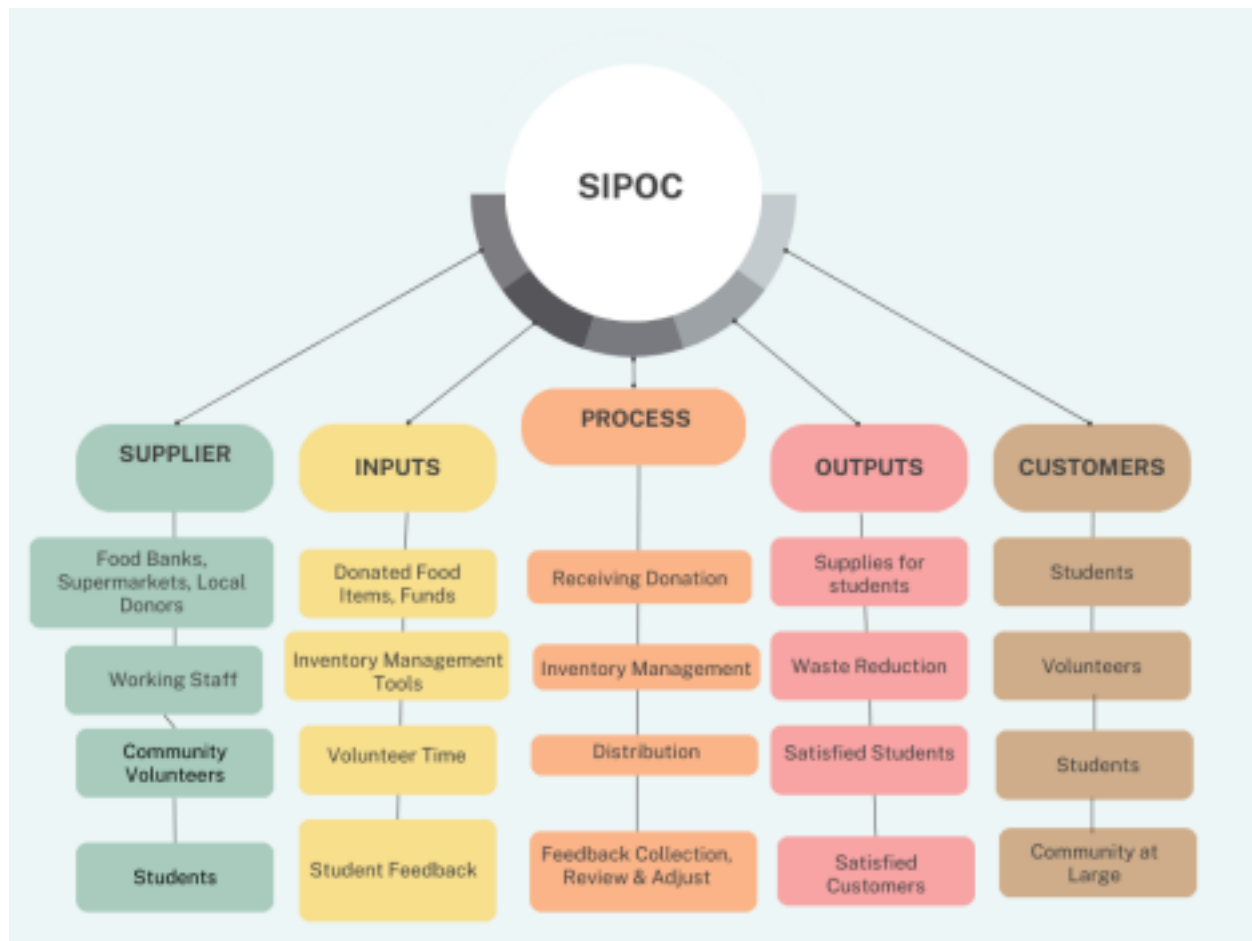 SIPOC
SUPPLIER
Food Banks,
Supermarkets, Local
Donors
Working Staff
Community
Volunteers
Students
INPUTS
Donated Food
Items, Funds
Inventory Management
Tools
Volunteer Time
Student Feedback
PROCESS
Receiving Donation
Inventory Management
Distribution
Feedback Collection,
Review & Adjust
OUTPUTS
Supplies for
students
Waste Reduction
Satisfied Students
Satisfied
Customers
CUSTOMERS
Students
Volunteers
Students
Community at
Large